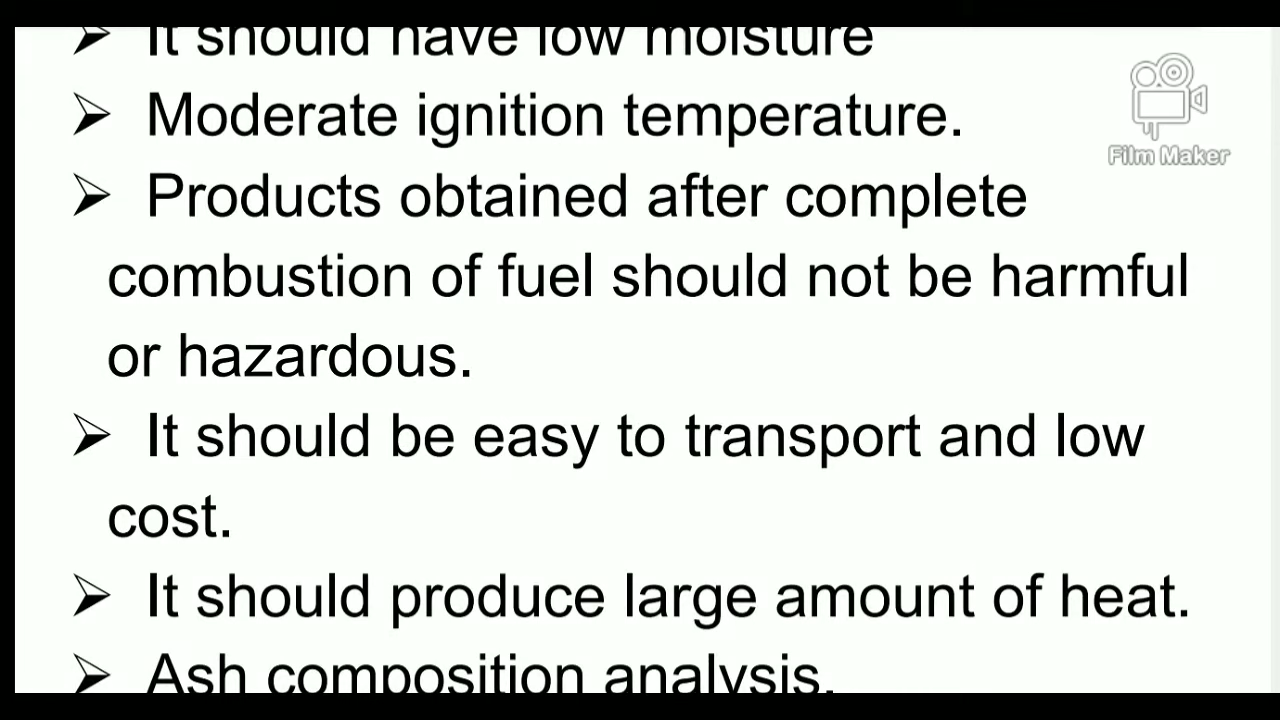 ➢ It should have low moisture
➢ Moderate ignition temperature.
➢ Products obtained after complete
combustion of fuel should not be harmful
or hazardous.
➢ It should be easy to transport and low
cost.
➢ It should produce large amount of heat.
➢ Ash composition analysis.
Film Maker